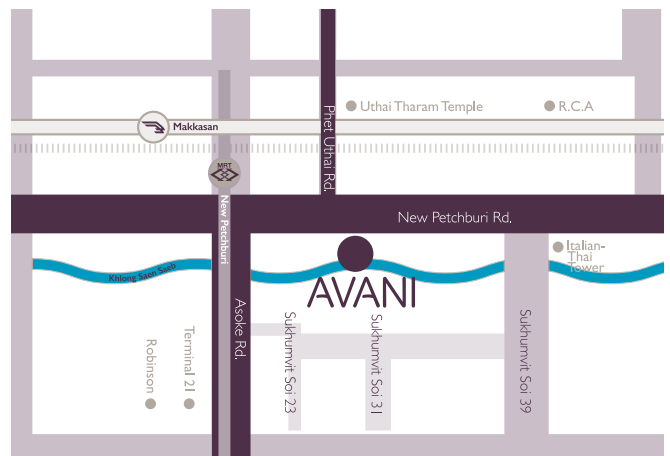 Uthai Tharam Temple
R.C.A
Makkasan
Phet Uthai Rd.
MRT
New Petchburi
New Petchburi Rd.
Italian-
Thai
Tower
Khlong Saen Saeb
AVANI
Asoke Rd.
Sukhumvit Soi 23
Sukhumvit Soi 31
Sukhumvit Soi 39
Terminal 21
Robinson